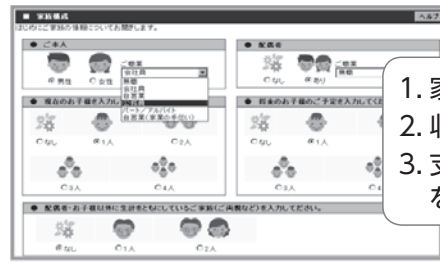 ■ 家族構成
ヘルプ
はじめにご家族の情報についてお聞きします。
● ご本人
● 配偶者
ご職業
会社員
無職
会社員
自営業
公務員
パート/アルバイト
自営業(家業の手伝い)
◉男性 ○女性
ご職業
無職
○なし ◉あり
● 現在のお子様を入力し
● 将来のお子様のご予定を入力してくだ
○なし ◉1人 ○2人
○なし ◉1人
○3人 ○4人
○3人 ○4人
● 配偶者・お子様以外に生計をともにしているご家族(ご両親など)を入力してください。
◉なし ○1人 ○2人
1. 家
2. 収
3. 支
を